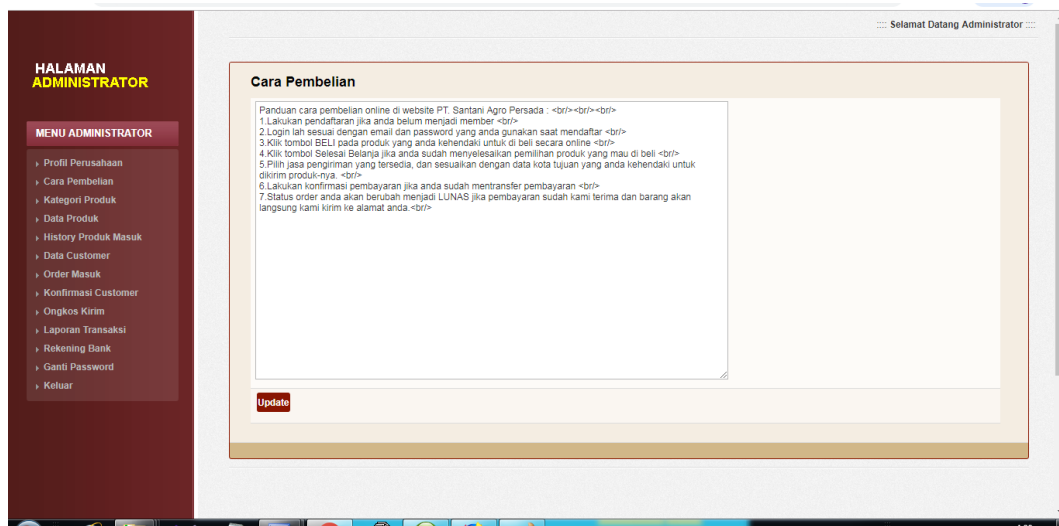 :::: Selamat Datang Administrator ::::
HALAMAN
ADMINISTRATOR
MENU ADMINISTRATOR
Profil Perusahaan
Cara Pembelian
Kategori Produk
Data Produk
History Produk Masuk
Data Customer
Order Masuk
Konfirmasi Customer
Ongkos Kirim
Laporan Transaksi
Rekening Bank
Ganti Password
Keluar
Cara Pembelian
Panduan cara pembelian online di website PT. Santani Agro Persada : <br/><br/><br/>
1.Lakukan pendaftaran jika anda belum menjadi member <br/>
2.Login lah sesuai dengan email dan password yang anda gunakan saat mendaftar <br/>
3.Klik tombol BELI pada produk yang anda kehendaki untuk di beli secara online <br/>
4.Klik tombol Selesai Belanja jika anda sudah menyelesaikan pemilihan produk yang mau di beli <br/>
5.Pilih jasa pengiriman yang tersedia, dan sesuaikan dengan data kota tujuan yang anda kehendaki untuk
dikirim produk-nya. <br/>
6.Lakukan konfirmasi pembayaran jika anda sudah mentransfer pembayaran <br/>
7.Status order anda akan berubah menjadi LUNAS jika pembayaran sudah kami terima dan barang akan
langsung kami kirim ke alamat anda.<br/>
Update